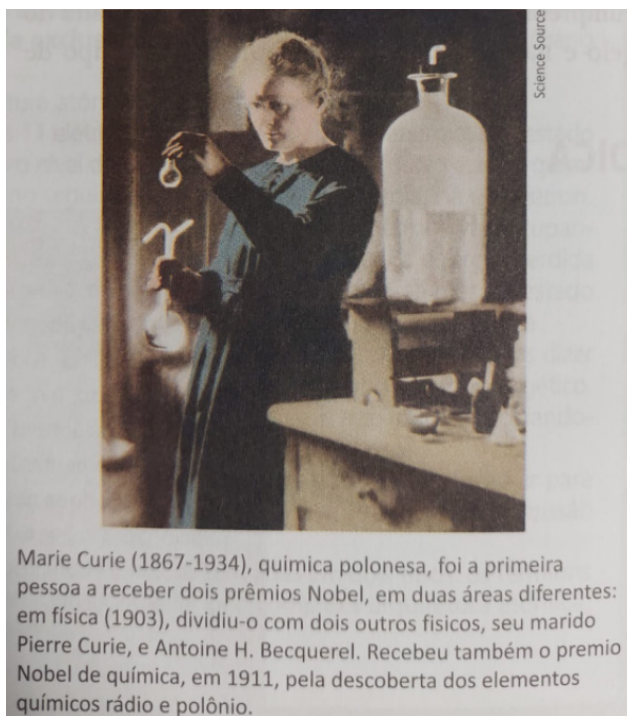 Science Source
Marie Curie (1867-1934), quimica polonesa, foi a primeira
pessoa a receber dois prêmios Nobel, em duas áreas diferentes:
em física (1903), dividiu-o com dois outros fisicos, seu marido
Pierre Curie, e Antoine H. Becquerel. Recebeu também o premio
Nobel de química, em 1911, pela descoberta dos elementos
químicos rádio e polônio.